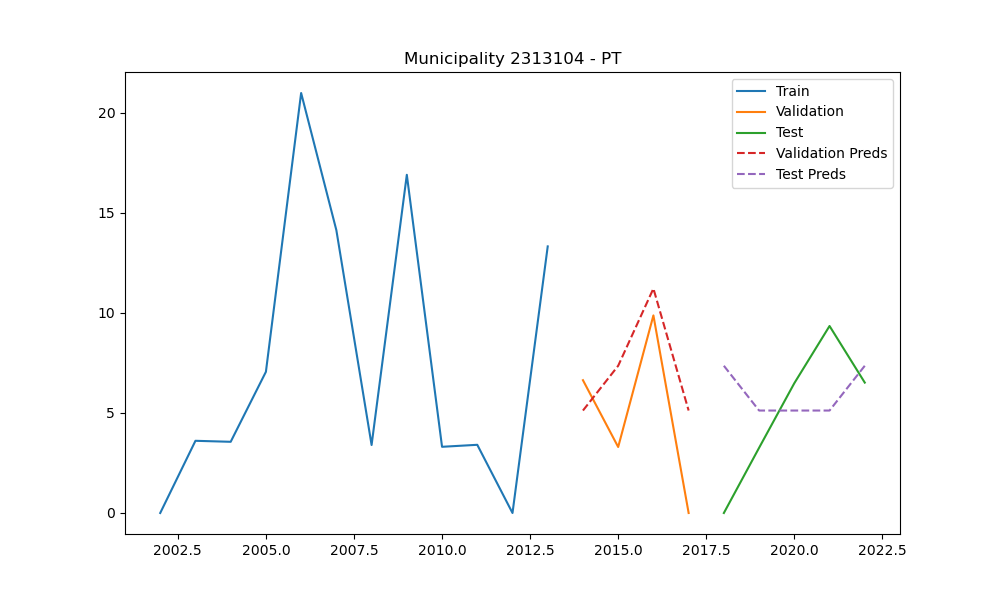 Municipality 2313104 - PT
Train
Validation
Test
Validation Preds
Test Preds
20
15
10
5
0
2002.5 2005.0 2007.5 2010.0 2012.5 2015.0 2017.5 2020.0 2022.5